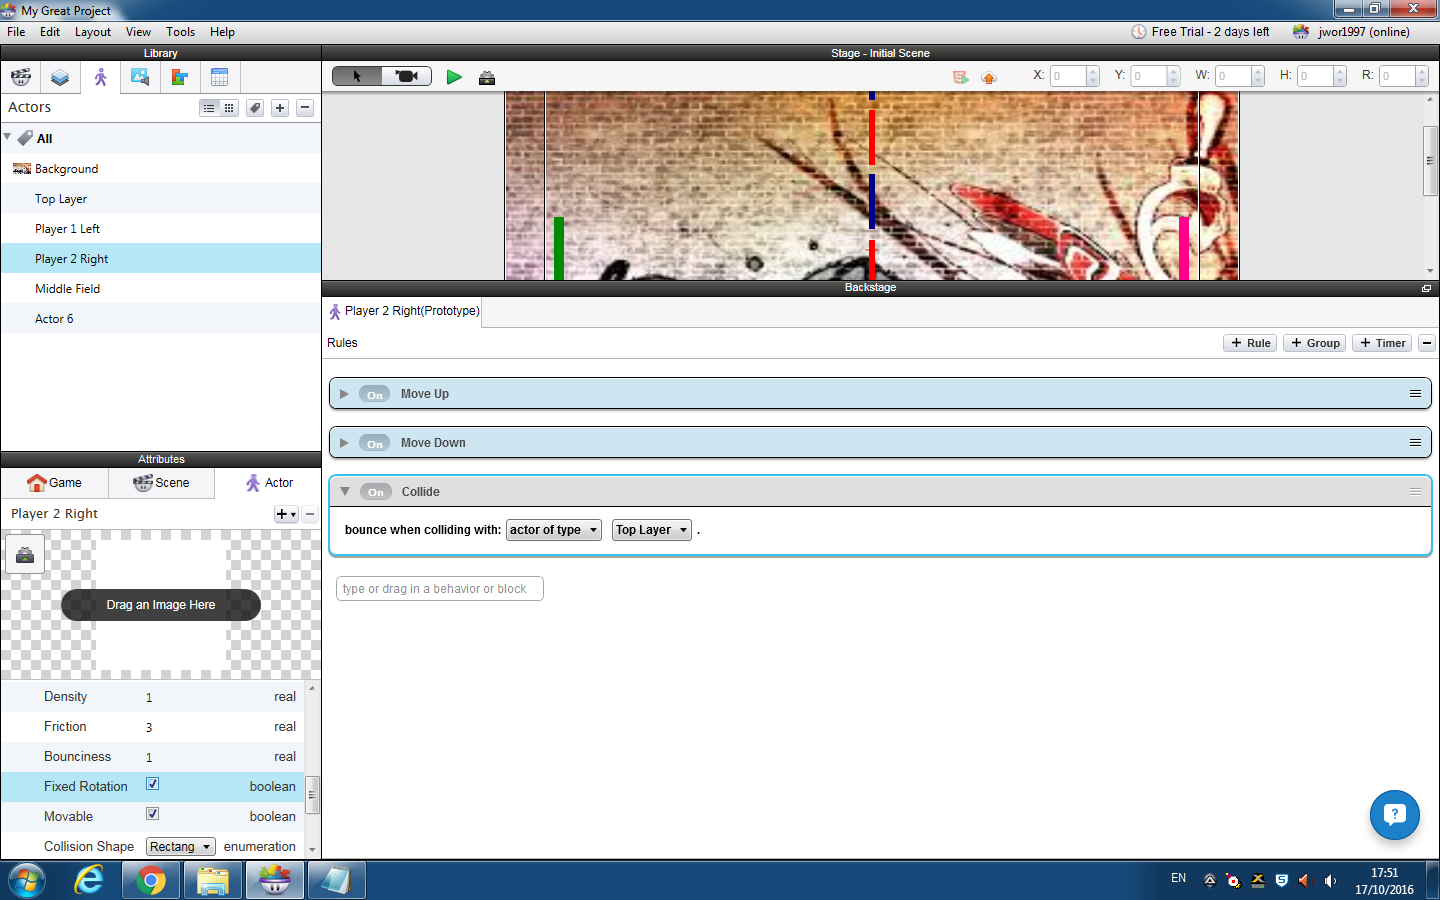 My Great Project
File Edit Layout View Tools Help
Free Trial - 2 days left jwor1997 (online)
Library
Stage - Initial Scene
X: 0 Y: 0 W: 0 H: 0 R: 0
Actors
All
Background
Top Layer
Player 1 Left
Player 2 Right
Middle Field
Actor 6
Backstage
Player 2 Right(Prototype)
Rules
+ Rule + Group + Timer
On Move Up
On Move Down
On Collide
bounce when colliding with: actor of type Top Layer .
type or drag in a behavior or block
Attributes
Game Scene Actor
Player 2 Right
Drag an Image Here
Density 1 real
Friction 3 real
Bounciness 1 real
Fixed Rotation boolean
Movable boolean
Collision Shape Rectang enumeration
EN
17:51
17/10/2016